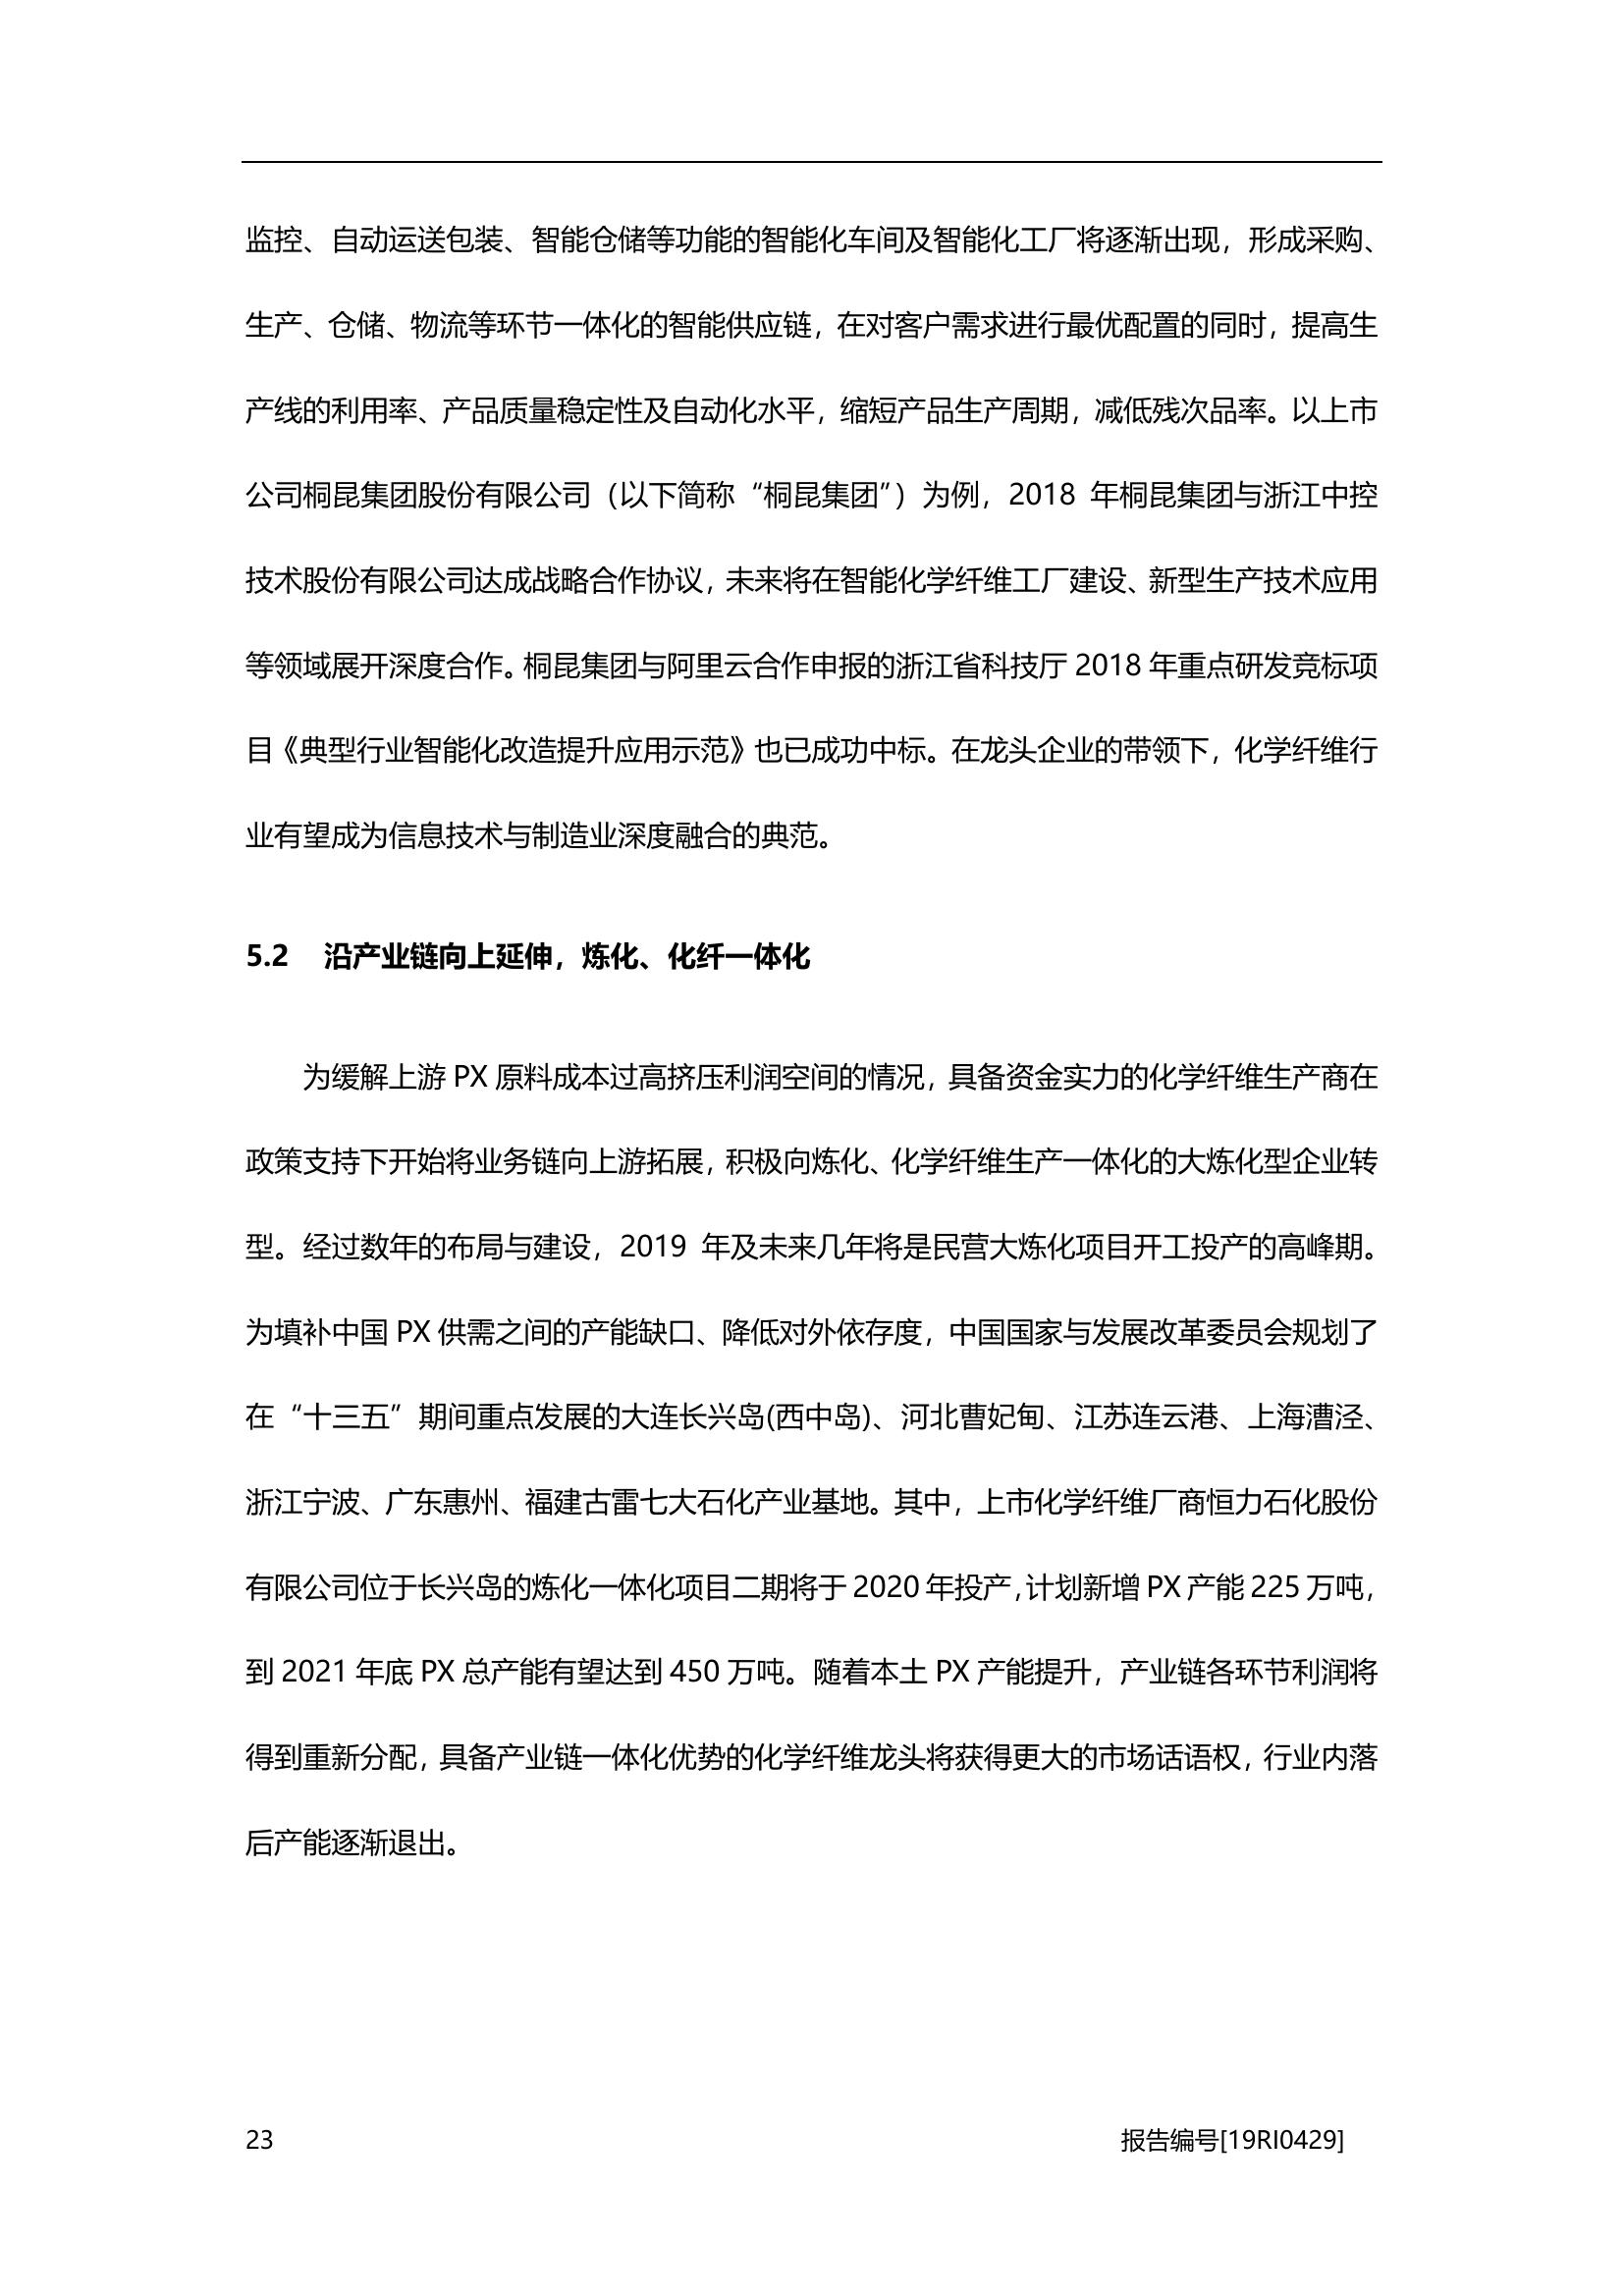 监控、自动运送包装、智能仓储等功能的智能化车间及智能化工厂将逐渐出现，形成采购、
生产、仓储、物流等环节一体化的智能供应链，在对客户需求进行最优配置的同时，提高生
产线的利用率、产品质量稳定性及自动化水平，缩短产品生产周期，减低残次品率。以上市
公司桐昆集团股份有限公司（以下简称“桐昆集团”）为例，2018 年桐昆集团与浙江中控
技术股份有限公司达成战略合作协议，未来将在智能化学纤维工厂建设、新型生产技术应用
等领域展开深度合作。桐昆集团与阿里云合作申报的浙江省科技厅 2018 年重点研发竞标项
目《典型行业智能化改造提升应用示范》也已成功中标。在龙头企业的带领下，化学纤维行
业有望成为信息技术与制造业深度融合的典范。
5.2 沿产业链向上延伸，炼化、化纤一体化
为缓解上游 PX 原料成本过高挤压利润空间的情况，具备资金实力的化学纤维生产商在
政策支持下开始将业务链向上游拓展，积极向炼化、化学纤维生产一体化的大炼化型企业转
型。经过数年的布局与建设，2019 年及未来几年将是民营大炼化项目开工投产的高峰期。
为填补中国 PX 供需之间的产能缺口、降低对外依存度，中国国家与发展改革委员会规划了
在“十三五”期间重点发展的大连长兴岛(西中岛)、河北曹妃甸、江苏连云港、上海漕泾、
浙江宁波、广东惠州、福建古雷七大石化产业基地。其中，上市化学纤维厂商恒力石化股份
有限公司位于长兴岛的炼化一体化项目二期将于 2020 年投产，计划新增 PX 产能 225 万吨，
到 2021 年底 PX 总产能有望达到 450 万吨。随着本土 PX 产能提升，产业链各环节利润将
得到重新分配，具备产业链一体化优势的化学纤维龙头将获得更大的市场话语权，行业内落
后产能逐渐退出。
23 报告编号[19RI0429]